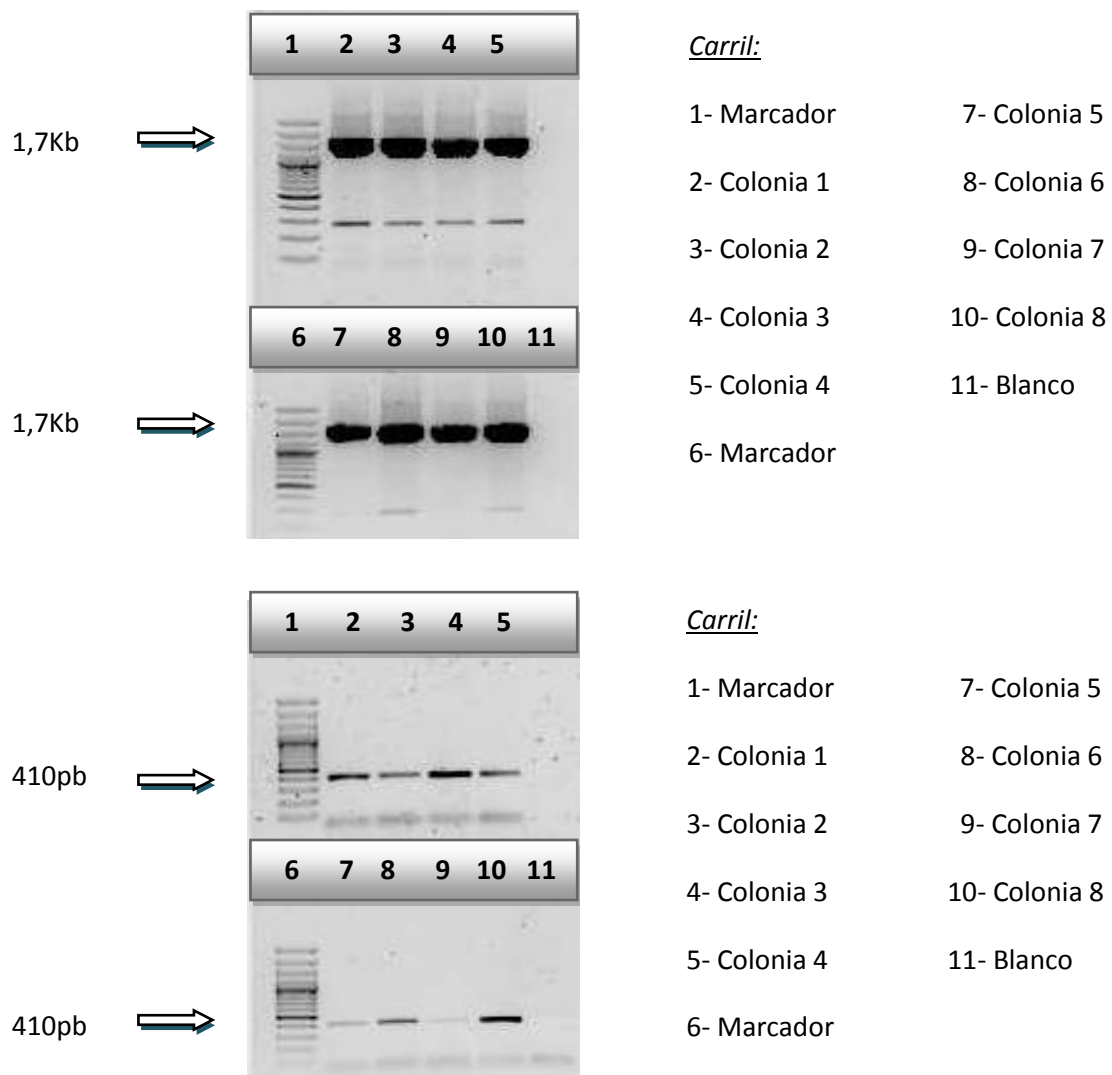 1 2 3 4 5
1,7Kb
6 7 8 9 10 11
1,7Kb
Carril:
1- Marcador 7- Colonia 5
2- Colonia 1 8- Colonia 6
3- Colonia 2 9- Colonia 7
4- Colonia 3 10- Colonia 8
5- Colonia 4 11- Blanco
6- Marcador
1 2 3 4 5
410pb
6 7 8 9 10 11
410pb
Carril:
1- Marcador 7- Colonia 5
2- Colonia 1 8- Colonia 6
3- Colonia 2 9- Colonia 7
4- Colonia 3 10- Colonia 8
5- Colonia 4 11- Blanco
6- Marcador